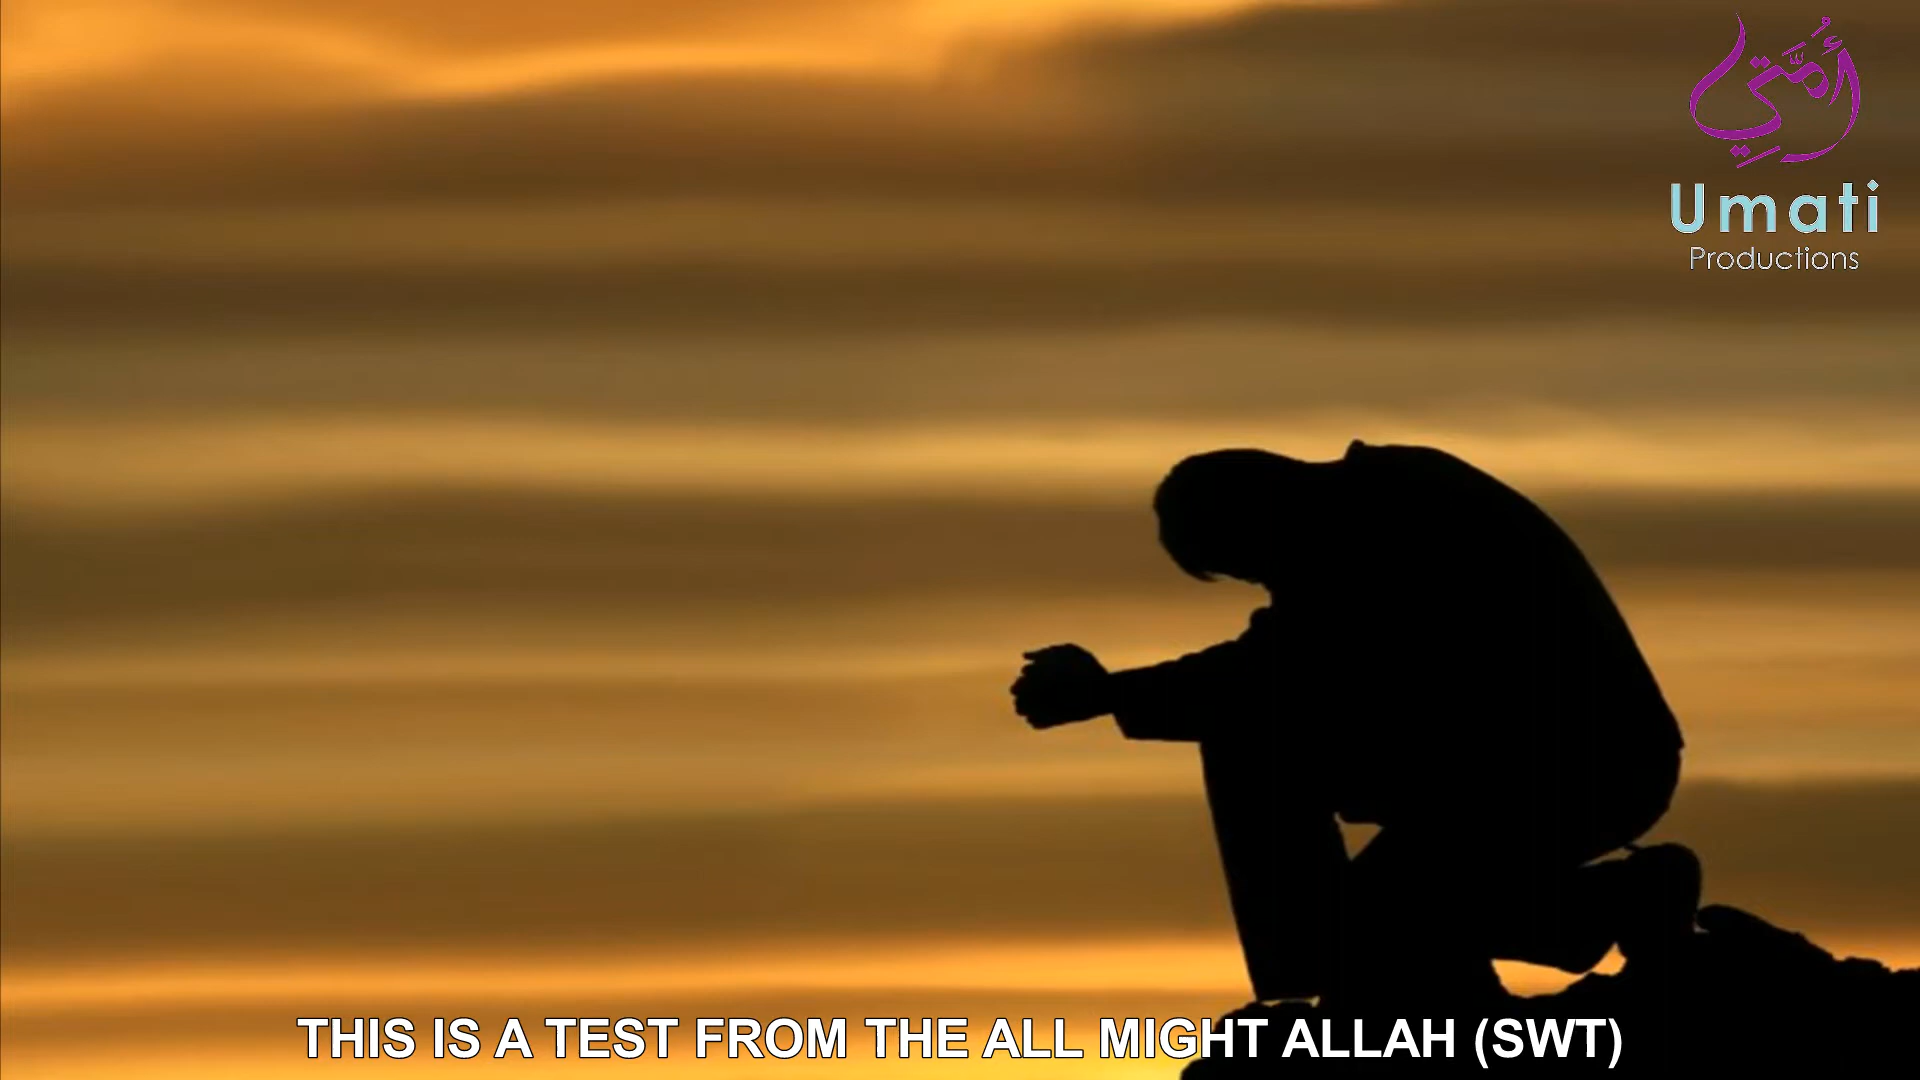 أُمَّتِي
Umati
Productions
THIS IS A TEST FROM THE ALL MIGHT ALLAH (SWT)